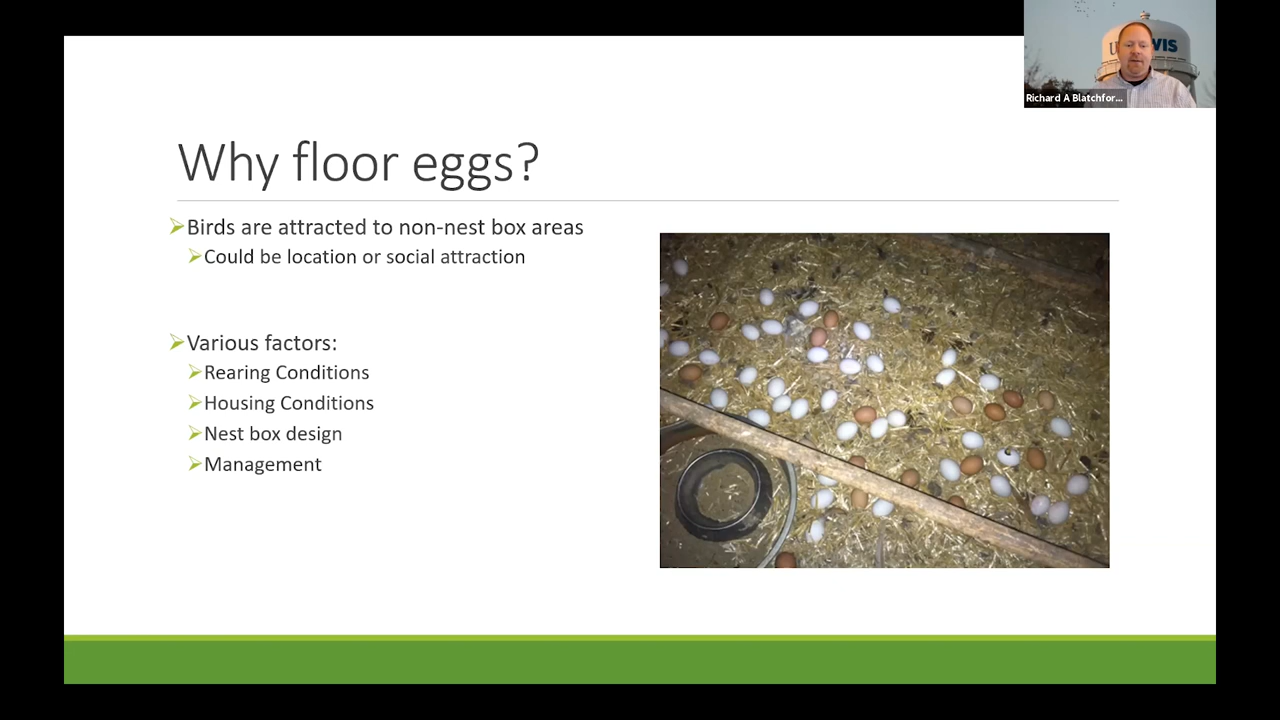 Richard A Blatchfor...
Why floor eggs?
Birds are attracted to non-nest box areas
Could be location or social attraction
Various factors:
Rearing Conditions
Housing Conditions
Nest box design
Management